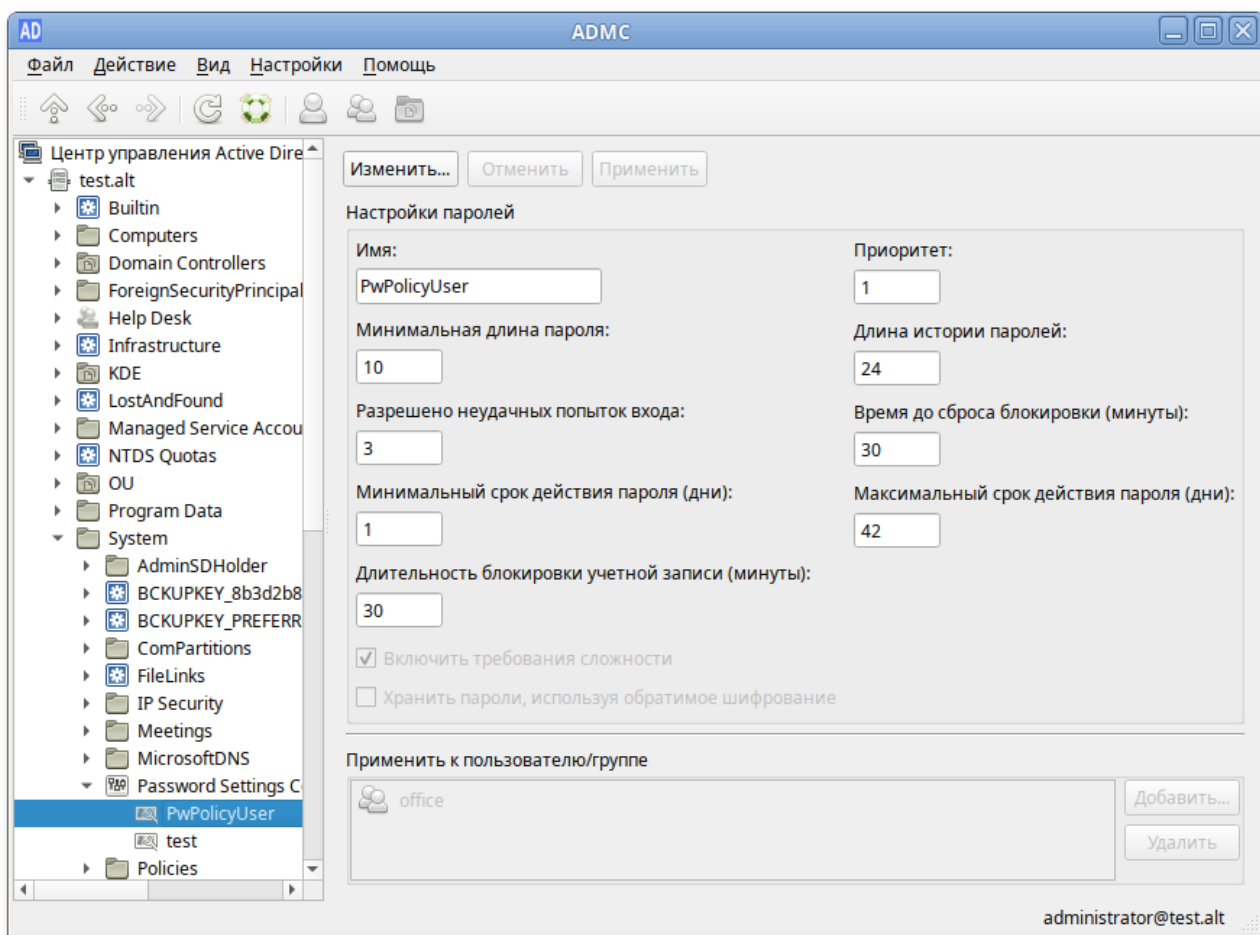 AD ADMC
Файл Действие Вид Настройки Помощь
Центр управления Active Dire
test.alt
Builtin
Computers
Domain Controllers
ForeignSecurityPrincipal
Help Desk
Infrastructure
KDE
LostAndFound
Managed Service Accou
NTDS Quotas
OU
Program Data
System
AdminSDHolder
BCKUPKEY_8b3d2b8
BCKUPKEY_PREFERR
ComPartitions
FileLinks
IP Security
Meetings
MicrosoftDNS
Password Settings C
PwPolicyUser
test
Policies
Изменить... Отменить Применить
Настройки паролей
Имя: Приоритет:
PwPolicyUser 1
Минимальная длина пароля: Длина истории паролей:
10 24
Разрешено неудачных попыток входа: Время до сброса блокировки (минуты):
3 30
Минимальный срок действия пароля (дни): Максимальный срок действия пароля (дни):
1 42
Длительность блокировки учетной записи (минуты):
30
Включить требования сложности
Хранить пароли, используя обратимое шифрование
Применить к пользователю/группе
office Добавить...
Удалить
administrator@test.alt